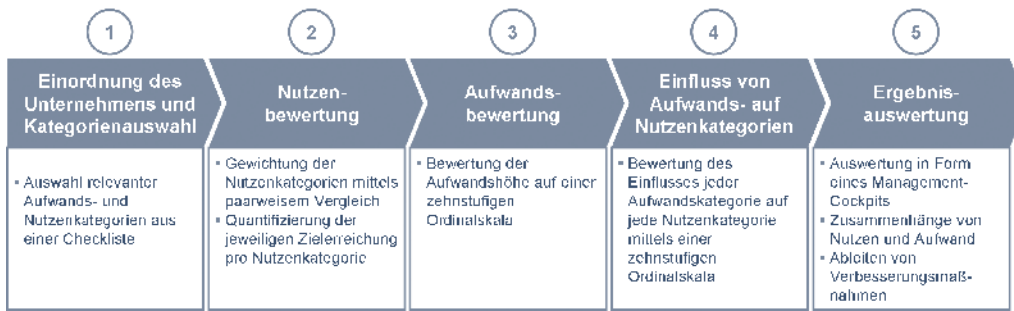 1
Einordnung des
Unternehmens und
Kategorienauswahl
▪ Auswahl relevanter
Aufwands- und
Nutzenkategorien aus
einer Checkliste
2
Nutzen-
bewertung
▪ Gewichtung der
Nutzenkategorien mittels
paarweisem Vergleich
▪ Quantifizierung der
jeweiligen Zielerreichung
pro Nutzenkategorie
3
Aufwands-
bewertung
▪ Bewertung der
Aufwandshöhe auf einer
zehnstufigen
Ordinalskala
4
Einfluss von
Aufwands- auf
Nutzenkategorien
▪ Bewertung des
Einflusses jeder
Aufwandskategorie auf
jede Nutzenkategorie
mittels einer
zehnstufigen
Ordinalskala
5
Ergebnis-
auswertung
▪ Auswertung in Form
eines Management-
Cockpits
▪ Zusammenhänge von
Nutzen und Aufwand
▪ Ableiten von
Verbesserungsmaß-
nahmen